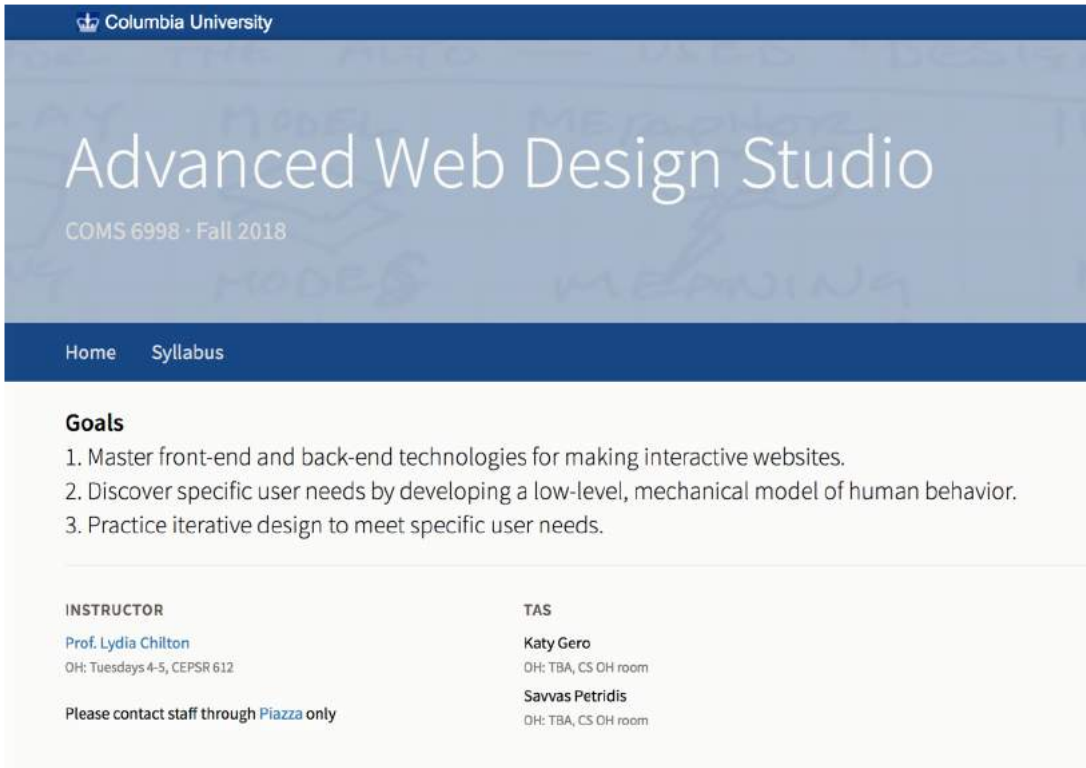 Columbia University
Advanced Web Design Studio
COMS 6998 · Fall 2018
Home Syllabus
Goals
1. Master front-end and back-end technologies for making interactive websites.
2. Discover specific user needs by developing a low-level, mechanical model of human behavior.
3. Practice iterative design to meet specific user needs.
INSTRUCTOR
Prof. Lydia Chilton
OH: Tuesdays 4-5, CEPSR 612
Please contact staff through Piazza only
TAS
Katy Gero
OH: TBA, CS OH room
Savvas Petridis
OH: TBA, CS OH room